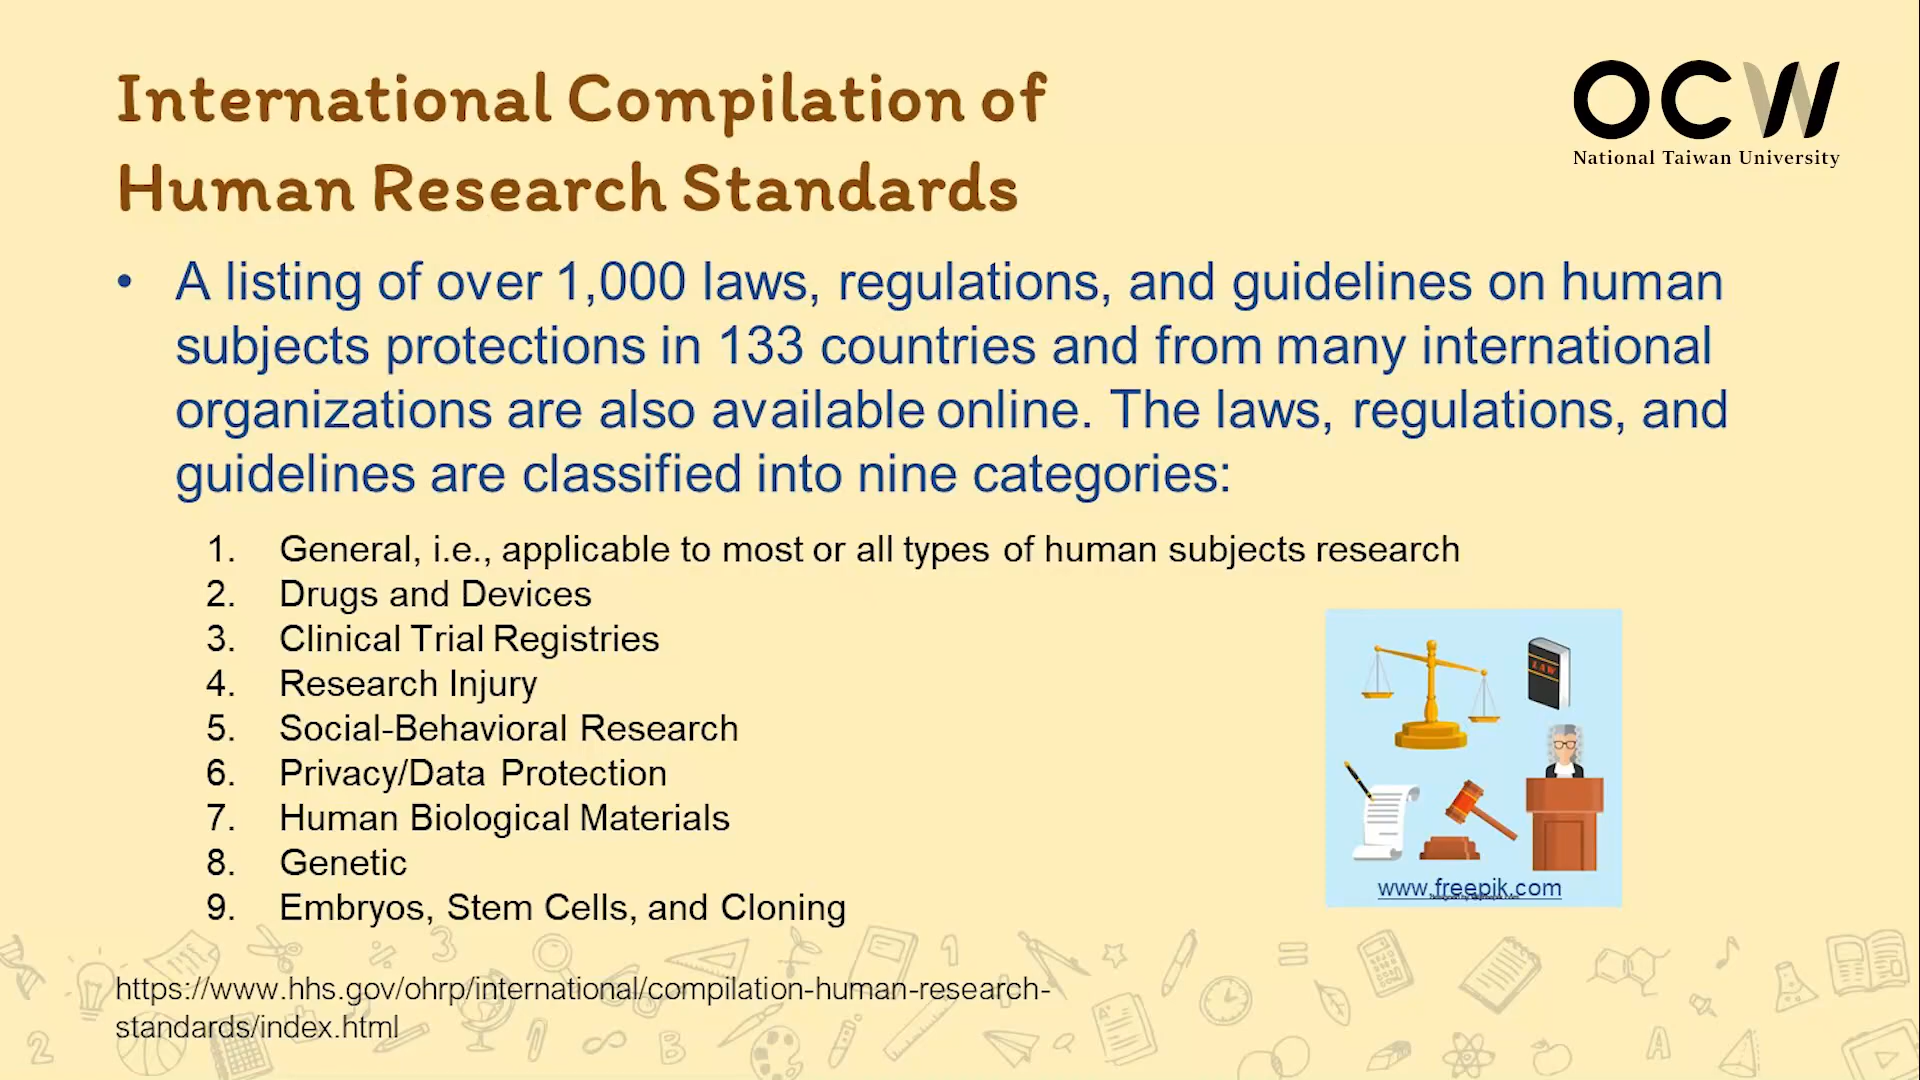 International Compilation of
Human Research Standards
OCW
National Taiwan University
• A listing of over 1,000 laws, regulations, and guidelines on human
subjects protections in 133 countries and from many international
organizations are also available online. The laws, regulations, and
guidelines are classified into nine categories:
1. General, i.e., applicable to most or all types of human subjects research
2. Drugs and Devices
3. Clinical Trial Registries
4. Research Injury
5. Social-Behavioral Research
6. Privacy/Data Protection
7. Human Biological Materials
8. Genetic
9. Embryos, Stem Cells, and Cloning
LAW
www.freepik.com
https://www.hhs.gov/ohrp/international/compilation-human-research-
standards/index.html